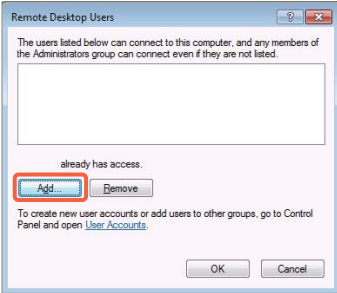 Remote Desktop Users
The users listed below can connect to this computer, and any members of
the Administrators group can connect even if they are not listed.
already has access.
Add... Remove
To create new user accounts or add users to other groups, go to Control
Panel and open User Accounts.
OK Cancel